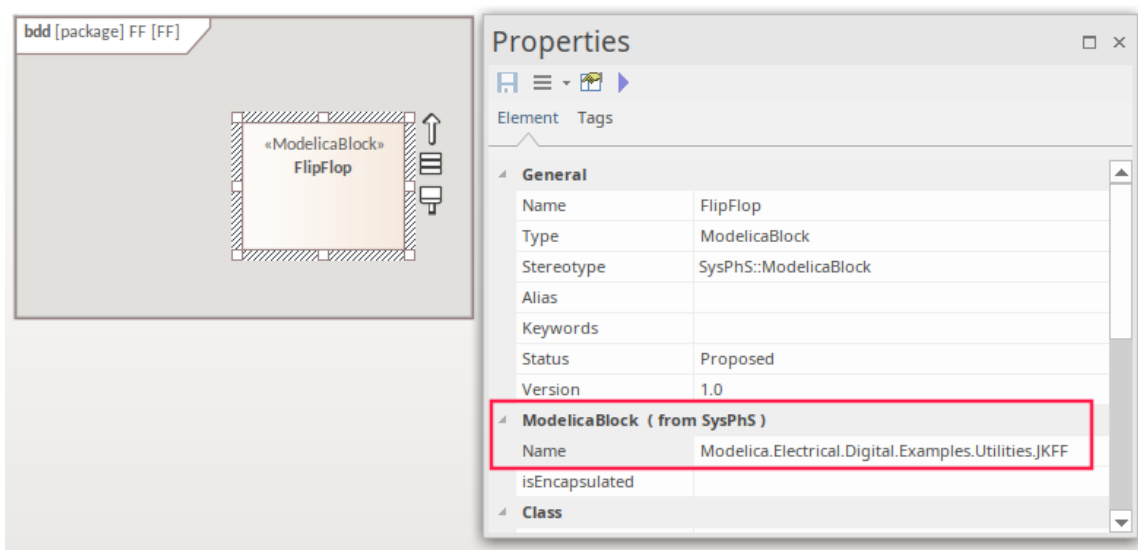 bdd [package] FF [FF]
«ModelicaBlock»
FlipFlop
Properties
Element Tags
General
Name FlipFlop
Type ModelicaBlock
Stereotype SysPhS::ModelicaBlock
Alias
Keywords
Status Proposed
Version 1.0
ModelicaBlock ( from SysPhS )
Name Modelica.Electrical.Digital.Examples.Utilities.JKFF
isEncapsulated
Class